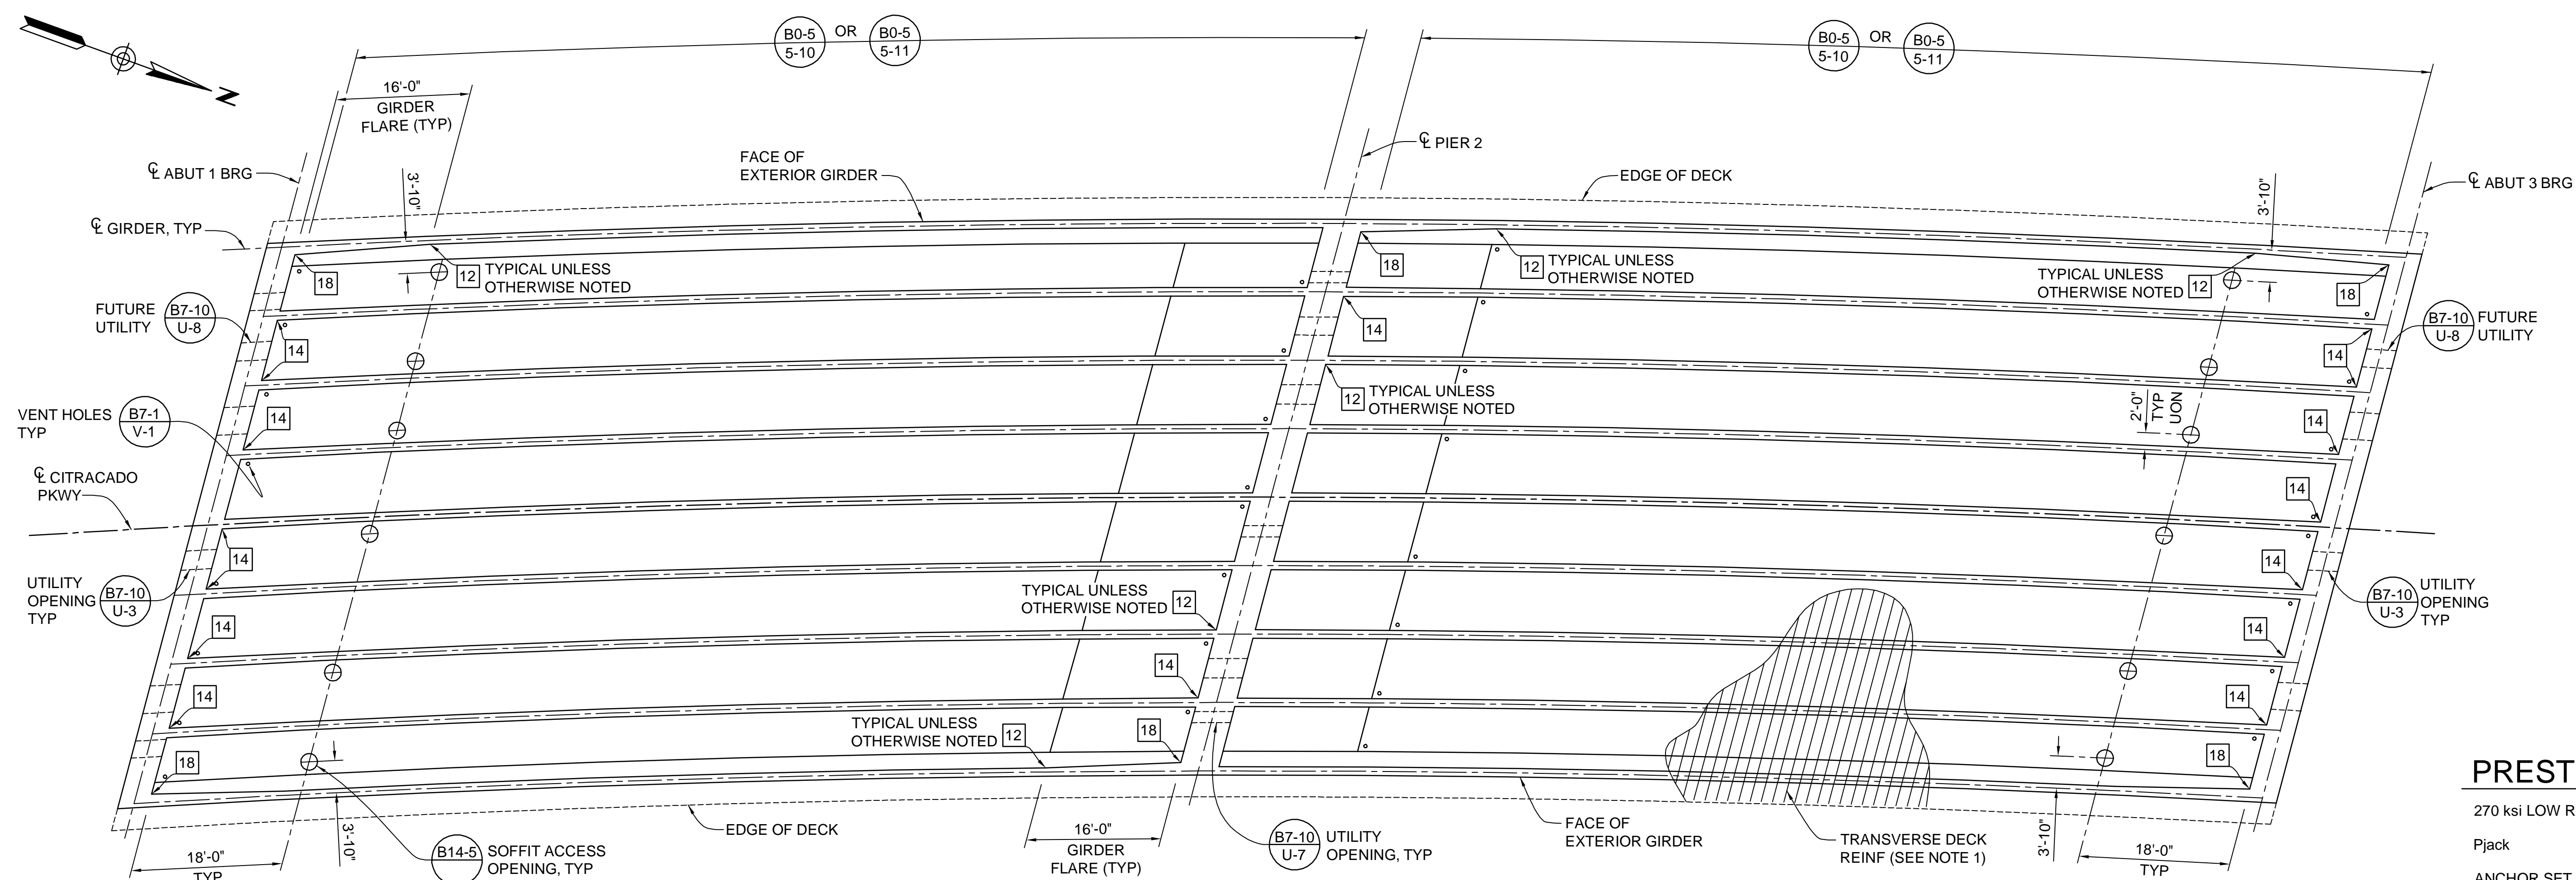 B0-5
5-10
OR
B0-5
5-11
B0-5
5-10
OR
B0-5
5-11
N
16'-0"
GIRDER
FLARE (TYP)
℄ PIER 2
℄ ABUT 1 BRG
FACE OF
EXTERIOR GIRDER
EDGE OF DECK
℄ ABUT 3 BRG
3'-10"
3'-10"
℄ GIRDER, TYP
18
12
TYPICAL UNLESS
OTHERWISE NOTED
18
12
TYPICAL UNLESS
OTHERWISE NOTED
TYPICAL UNLESS
OTHERWISE NOTED
12
18
FUTURE
UTILITY
B7-10
U-8
14
14
14
B7-10
U-8
FUTURE
UTILITY
VENT HOLES
TYP
B7-1
V-1
14
12
TYPICAL UNLESS
OTHERWISE NOTED
2'-0"
TYP
UON
14
℄ CITRACADO
PKWY
14
14
14
UTILITY
OPENING
TYP
B7-10
U-3
TYPICAL UNLESS
OTHERWISE NOTED
12
B7-10
U-3
UTILITY
OPENING
TYP
14
14
14
14
14
TYPICAL UNLESS
OTHERWISE NOTED
12
18
18
18
EDGE OF DECK
3'-10"
18'-0"
TYP
B14-5
SOFFIT ACCESS
OPENING, TYP
16'-0"
GIRDER
FLARE (TYP)
B7-10
U-7
UTILITY
OPENING, TYP
FACE OF
EXTERIOR GIRDER
TRANSVERSE DECK
REINF (SEE NOTE 1)
3'-10"
18'-0"
TYP
PREST
270 ksi LOW R
Pjack
ANCHOR SET